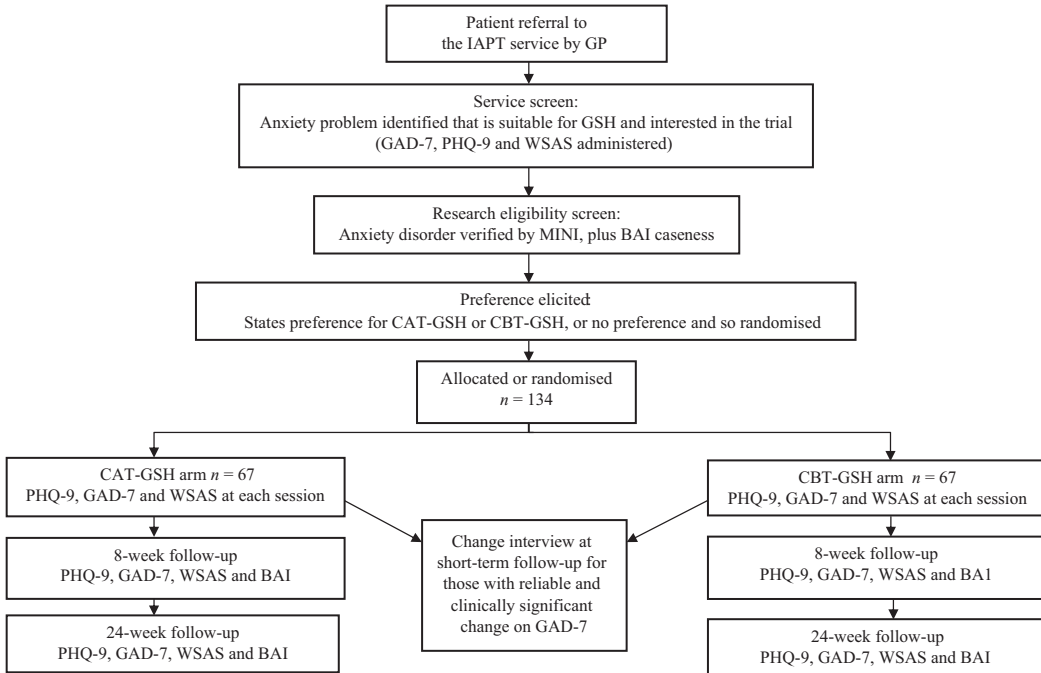 Patient referral to
the IAPT service by GP
Service screen:
Anxiety problem identified that is suitable for GSH and interested in the trial
(GAD-7, PHQ-9 and WSAS administered)
Research eligibility screen:
Anxiety disorder verified by MINI, plus BAI caseness
Preference elicited:
States preference for CAT-GSH or CBT-GSH, or no preference and so randomised
Allocated or randomised
n = 134
CAT-GSH arm n = 67
PHQ-9, GAD-7 and WSAS at each session
CBT-GSH arm n = 67
PHQ-9, GAD-7 and WSAS at each session
Change interview at
short-term follow-up for
those with reliable and
clinically significant
change on GAD-7
8-week follow-up
PHQ-9, GAD-7, WSAS and BAI
8-week follow-up
PHQ-9, GAD-7, WSAS and BA1
24-week follow-up
PHQ-9, GAD-7, WSAS and BAI
24-week follow-up
PHQ-9, GAD-7, WSAS and BAI